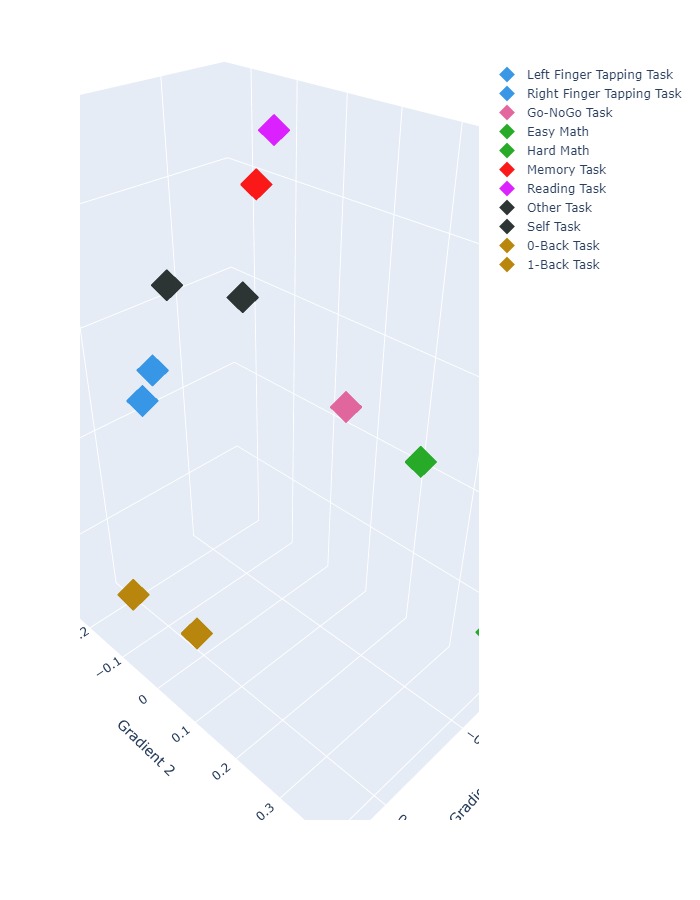 Left Finger Tapping Task
Right Finger Tapping Task
Go-NoGo Task
Easy Math
Hard Math
Memory Task
Reading Task
Other Task
Self Task
0-Back Task
1-Back Task
.2
−0.1
0
0.1
0.2
0.3
Gradient 2